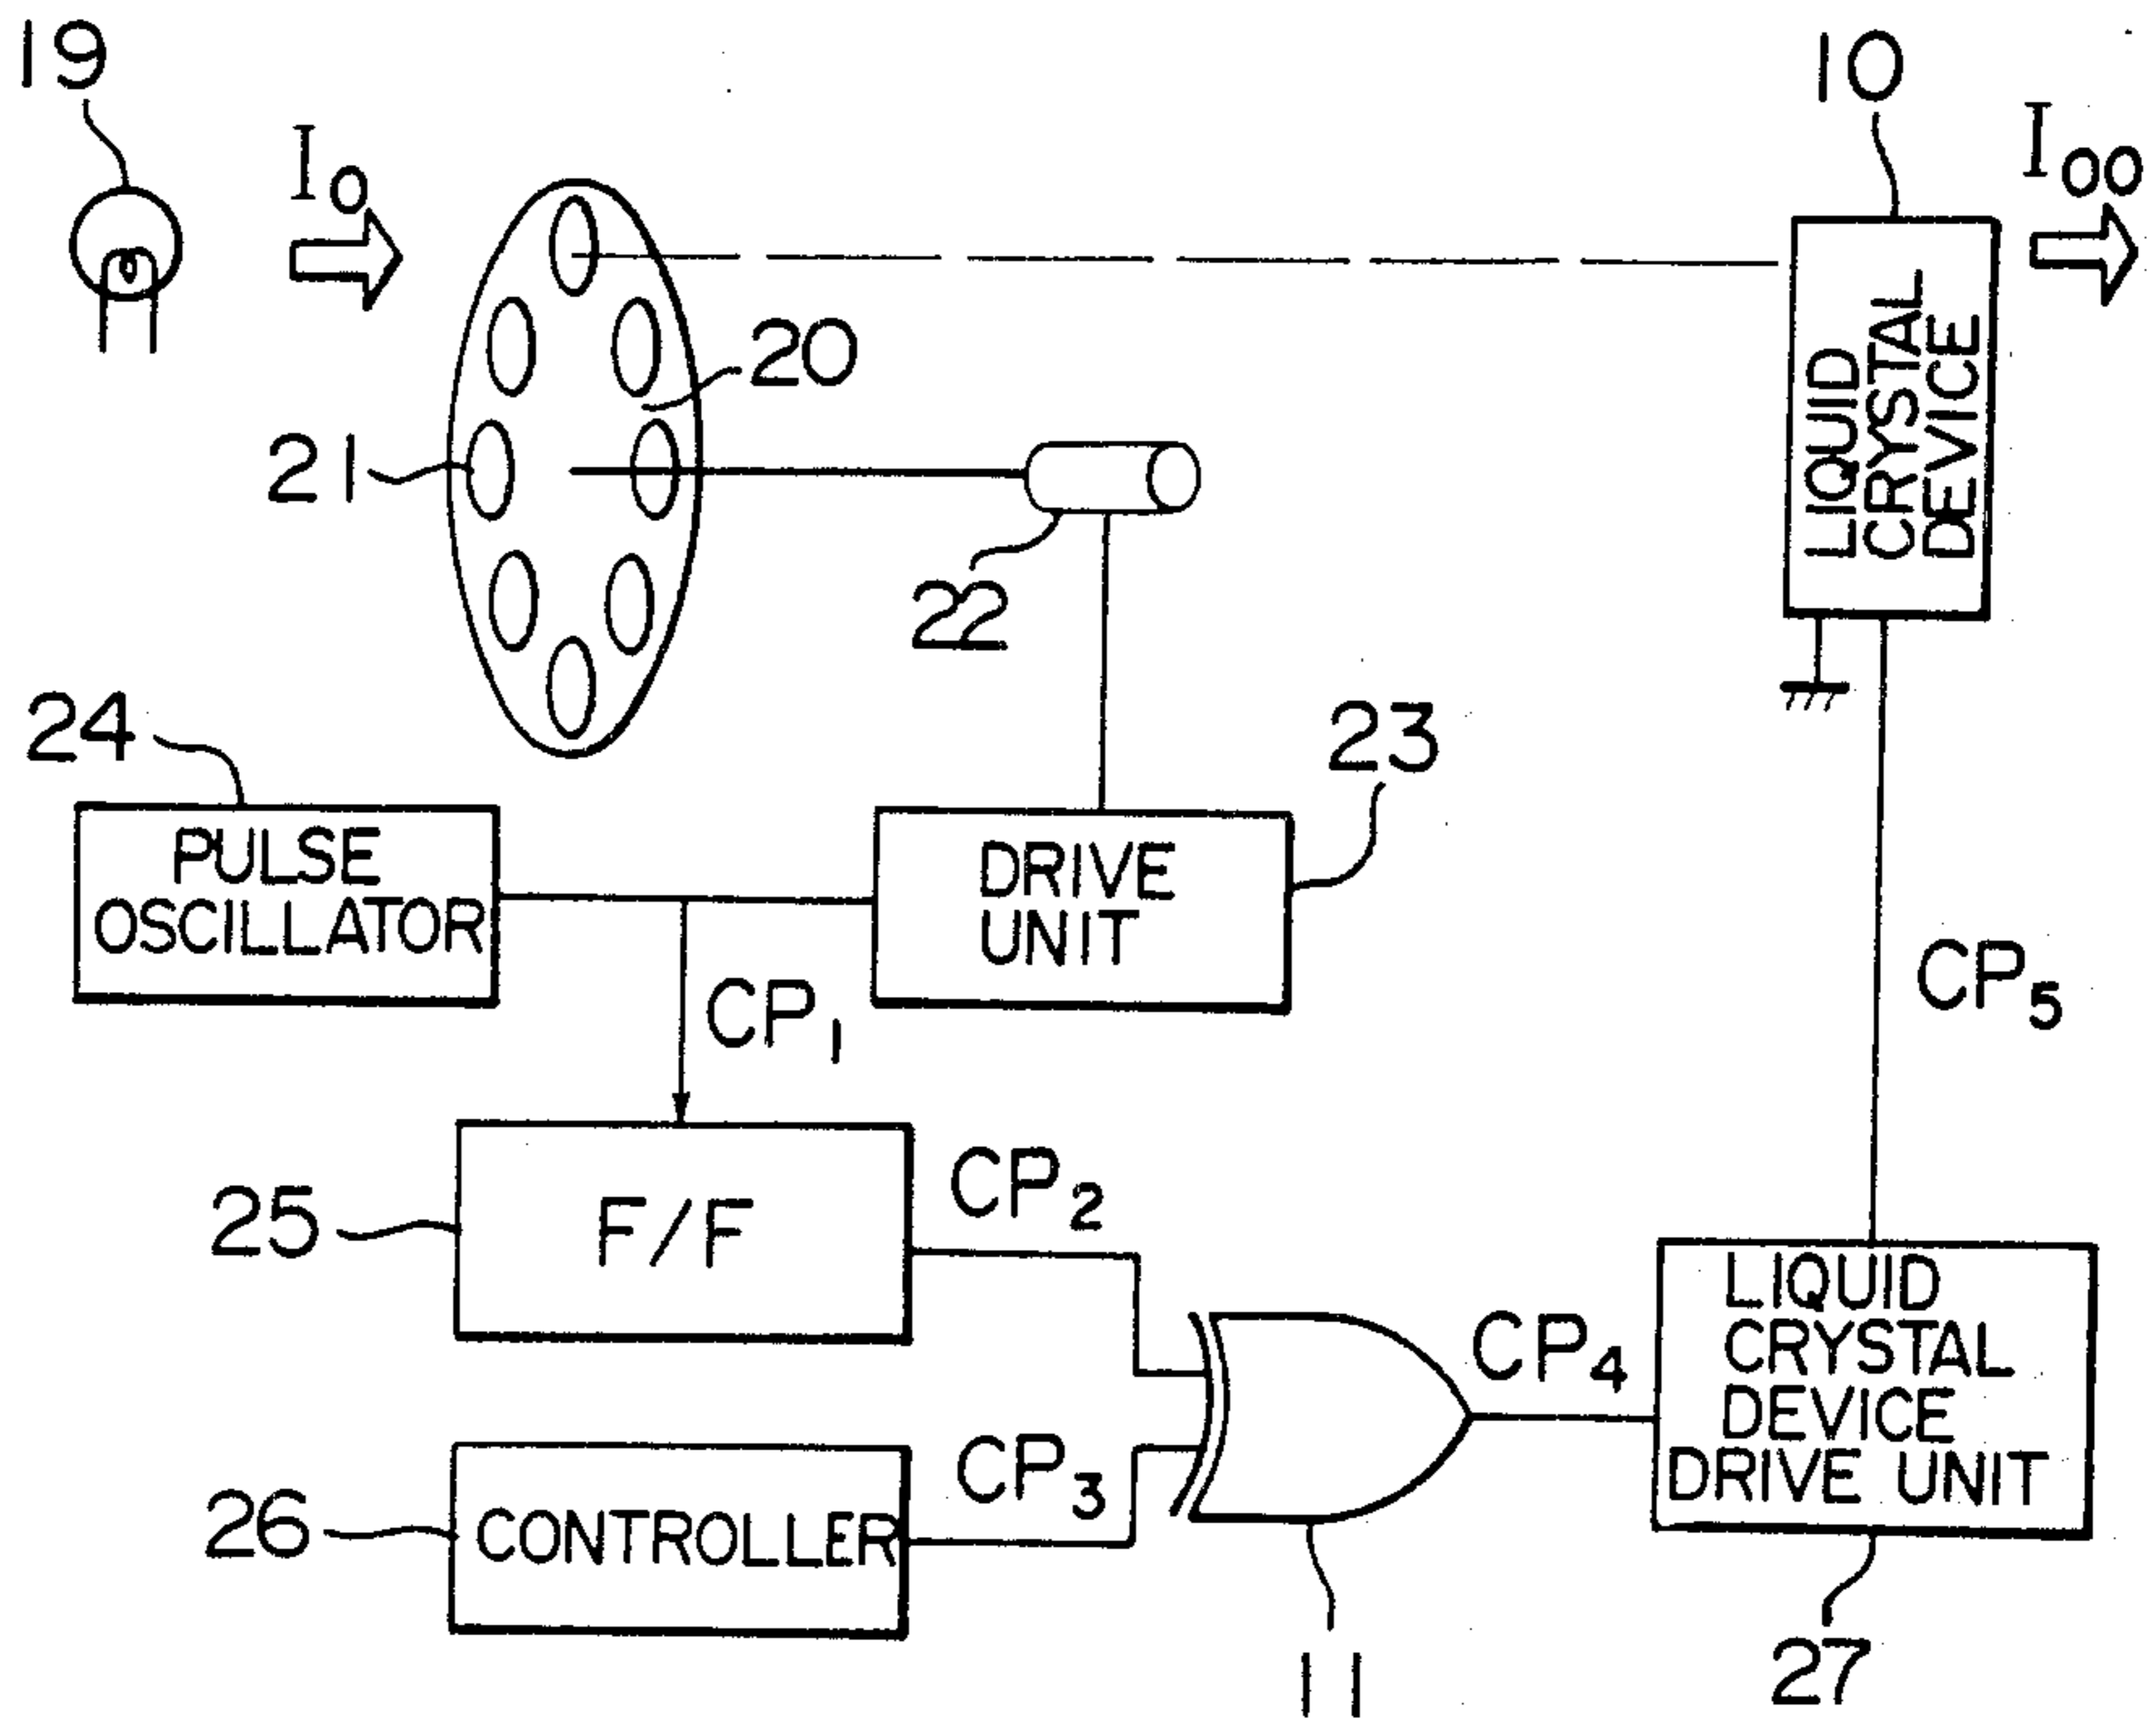 19
I0
10
I00
20
21
22
LIQUID
CRYSTAL
DEVICE
24
23
PULSE
OSCILLATOR
DRIVE
UNIT
CP1
CP5
25
F/F
CP2
26
CONTROLLER
CP3
CP4
LIQUID
CRYSTAL
DEVICE
DRIVE UNIT
11
27